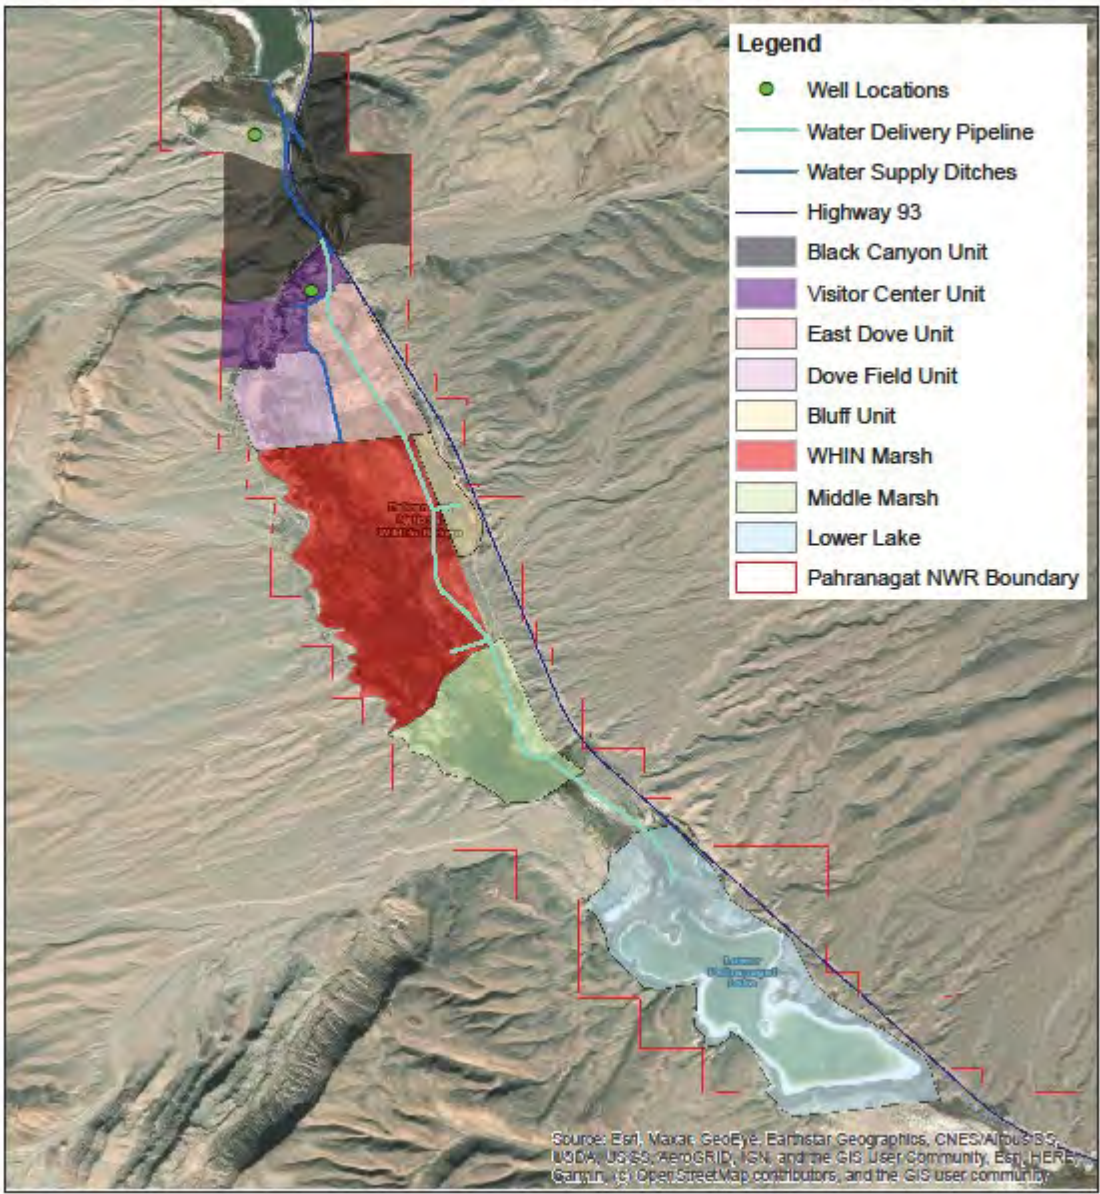 Legend
Well Locations
Water Delivery Pipeline
Water Supply Ditches
Highway 93
Black Canyon Unit
Visitor Center Unit
East Dove Unit
Dove Field Unit
Bluff Unit
WHIN Marsh
Middle Marsh
Lower Lake
Pahranagat NWR Boundary
Lower
Pahranagat
Lake
Source: Esri, Maxar, GeoEye, Earthstar Geographics, CNES/Airbus DS,
USDA, USGS, AeroGRID, IGN, and the GIS User Community, Esri, HERE,
Garmin, (c) OpenStreetMap contributors, and the GIS user community